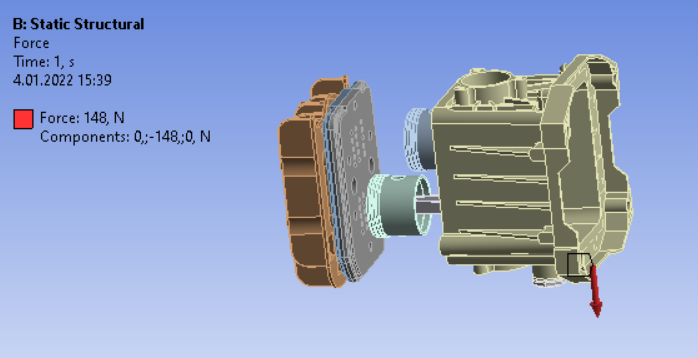 B: Static Structural
Force
Time: 1, s
4.01.2022 15:39
Force: 148, N
Components: 0,;-148,;0, N